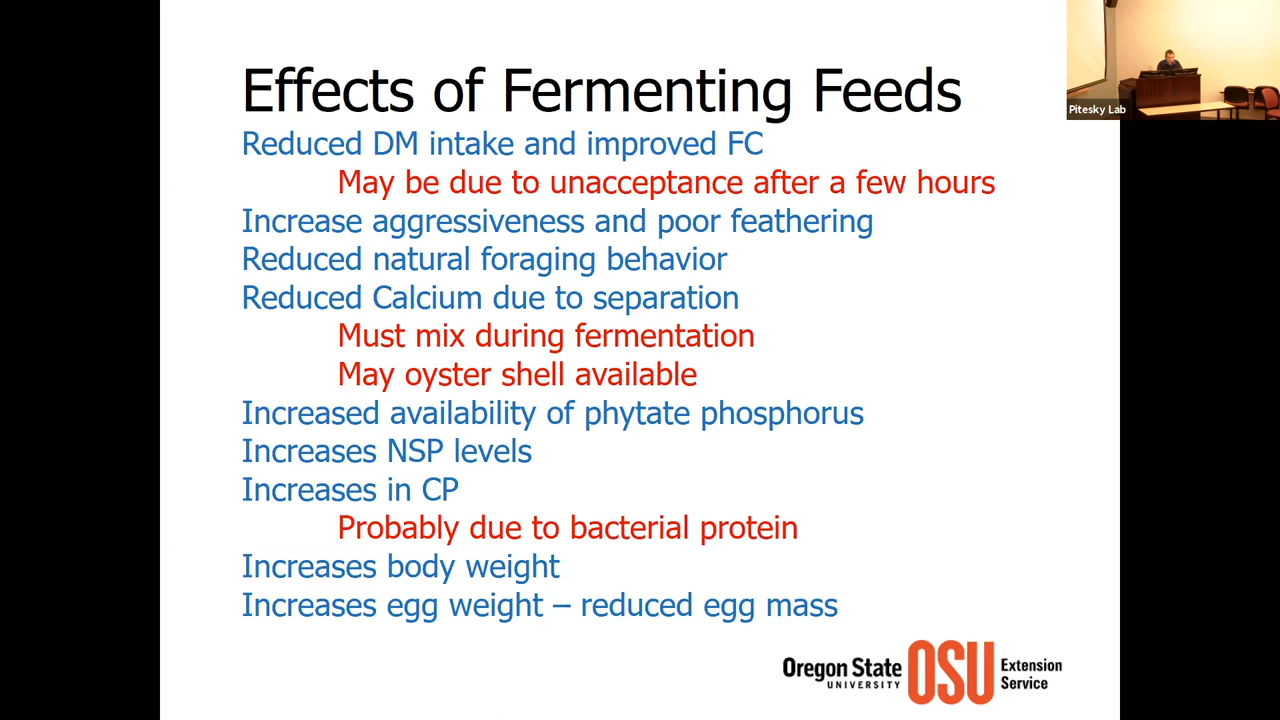 Effects of Fermenting Feeds
Pitesky Lab
Reduced DM intake and improved FC
May be due to unacceptance after a few hours
Increase aggressiveness and poor feathering
Reduced natural foraging behavior
Reduced Calcium due to separation
Must mix during fermentation
May oyster shell available
Increased availability of phytate phosphorus
Increases NSP levels
Increases in CP
Probably due to bacterial protein
Increases body weight
Increases egg weight – reduced egg mass
Oregon State
UNIVERSITY
OSU
Extension
Service